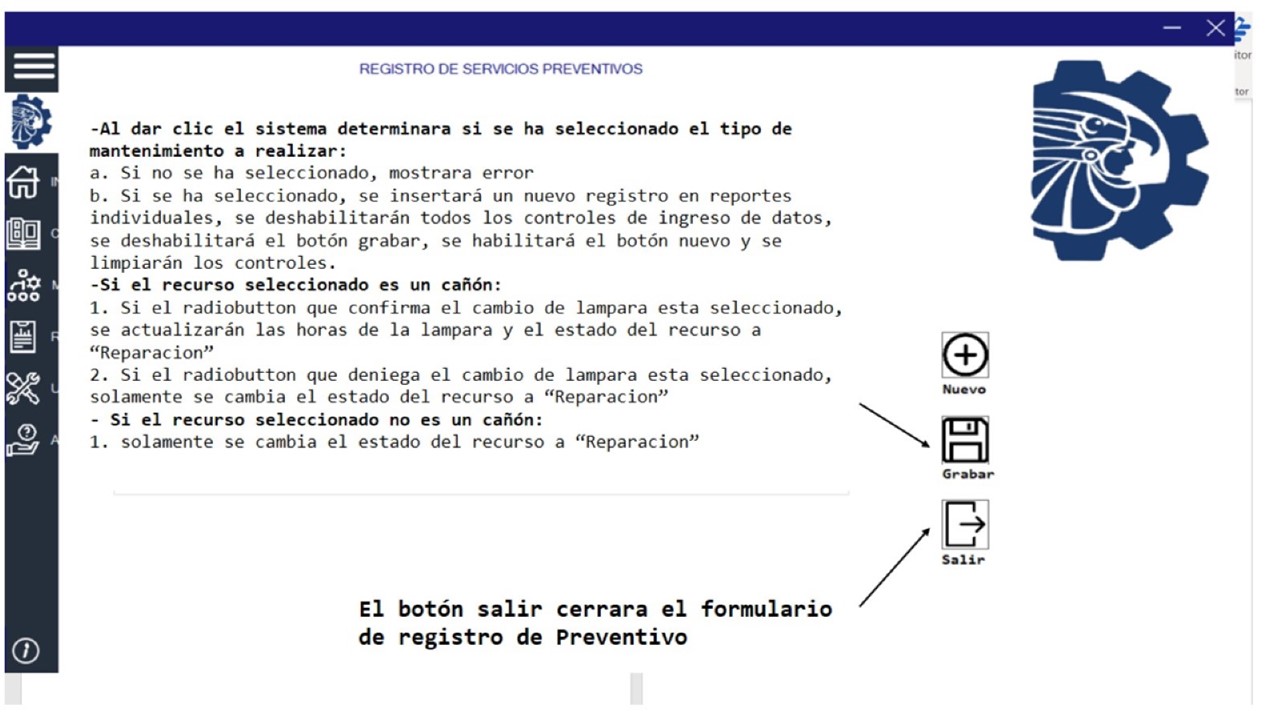 itor
tor
REGISTRO DE SERVICIOS PREVENTIVOS
-Al dar clic el sistema determinara si se ha seleccionado el tipo de
mantenimiento a realizar:
a. Si no se ha seleccionado, mostrara error
b. Si se ha seleccionado, se insertará un nuevo registro en reportes
individuales, se deshabilitarán todos los controles de ingreso de datos,
se deshabilitará el botón grabar, se habilitará el botón nuevo y se
limpiarán los controles.
-Si el recurso seleccionado es un cañón:
1. Si el radiobutton que confirma el cambio de lampara esta seleccionado,
se actualizarán las horas de la lampara y el estado del recurso a
“Reparacion”
2. Si el radiobutton que deniega el cambio de lampara esta seleccionado,
solamente se cambia el estado del recurso a “Reparacion”
- Si el recurso seleccionado no es un cañón:
1. solamente se cambia el estado del recurso a “Reparacion”
Nuevo
Grabar
Salir
El botón salir cerrara el formulario
de registro de Preventivo